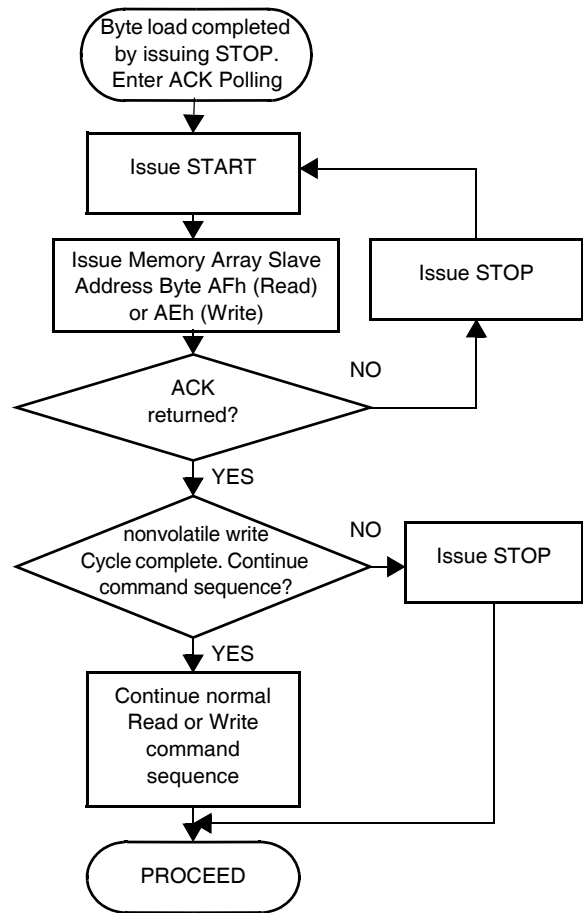 Byte load completed
by issuing STOP.
Enter ACK Polling
Issue START
Issue Memory Array Slave
Address Byte AFh (Read)
or AEh (Write)
Issue STOP
ACK
returned?
NO
YES
nonvolatile write
Cycle complete. Continue
command sequence?
NO
Issue STOP
YES
Continue normal
Read or Write
command
sequence
PROCEED